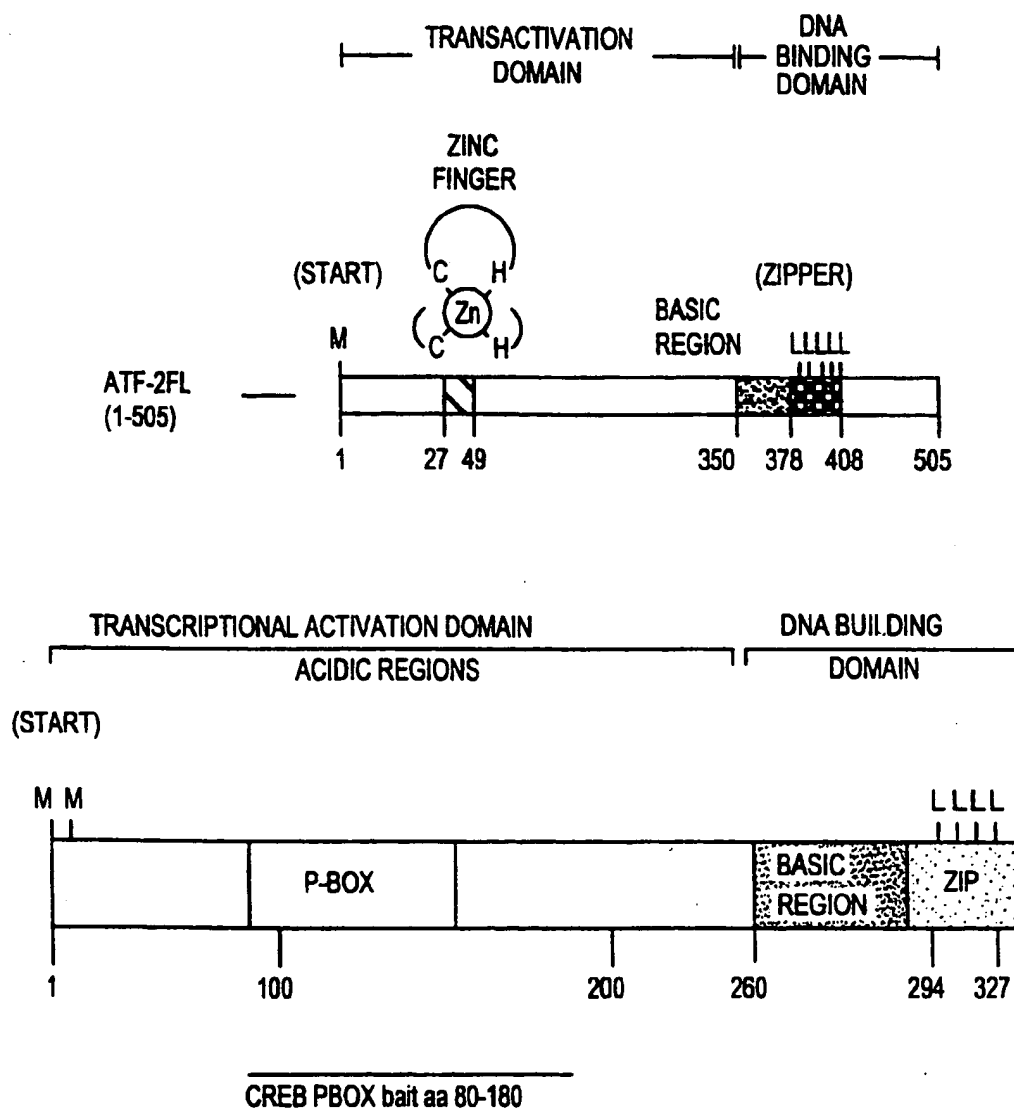 TRANSACTIVATION
DOMAIN
DNA
BINDING
DOMAIN
ZINC
FINGER
(START)
C H
Zn
C H
(ZIPPER)
BASIC
REGION
LLLLL
M
ATF-2FL
(1-505)
1 27 49 350 378 408 505
TRANSCRIPTIONAL ACTIVATION DOMAIN
ACIDIC REGIONS
DNA BUILDING
DOMAIN
(START)
M M
L L L L
P-BOX
BASIC
REGION
ZIP
1 100 200 260 294 327
CREB PBOX bait aa 80-180